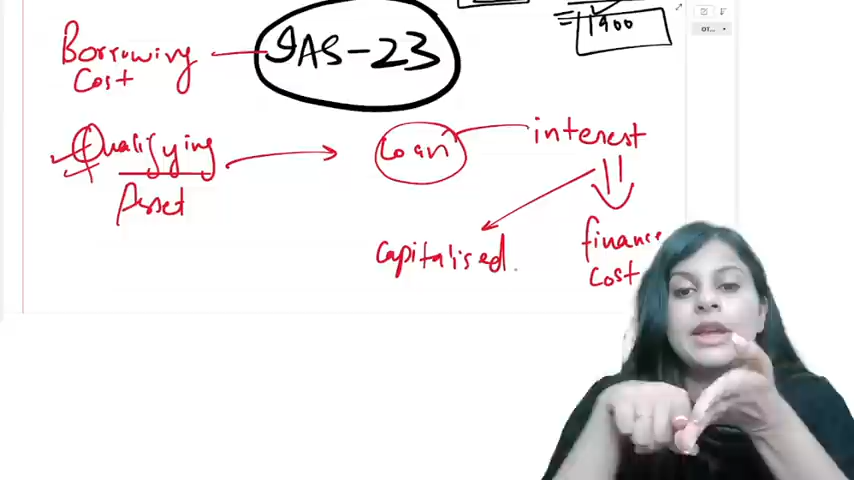 1900
Borrowing
Cost
IAS-23
Qualifying
Asset
Loan
interest
capitalised
finance
cost